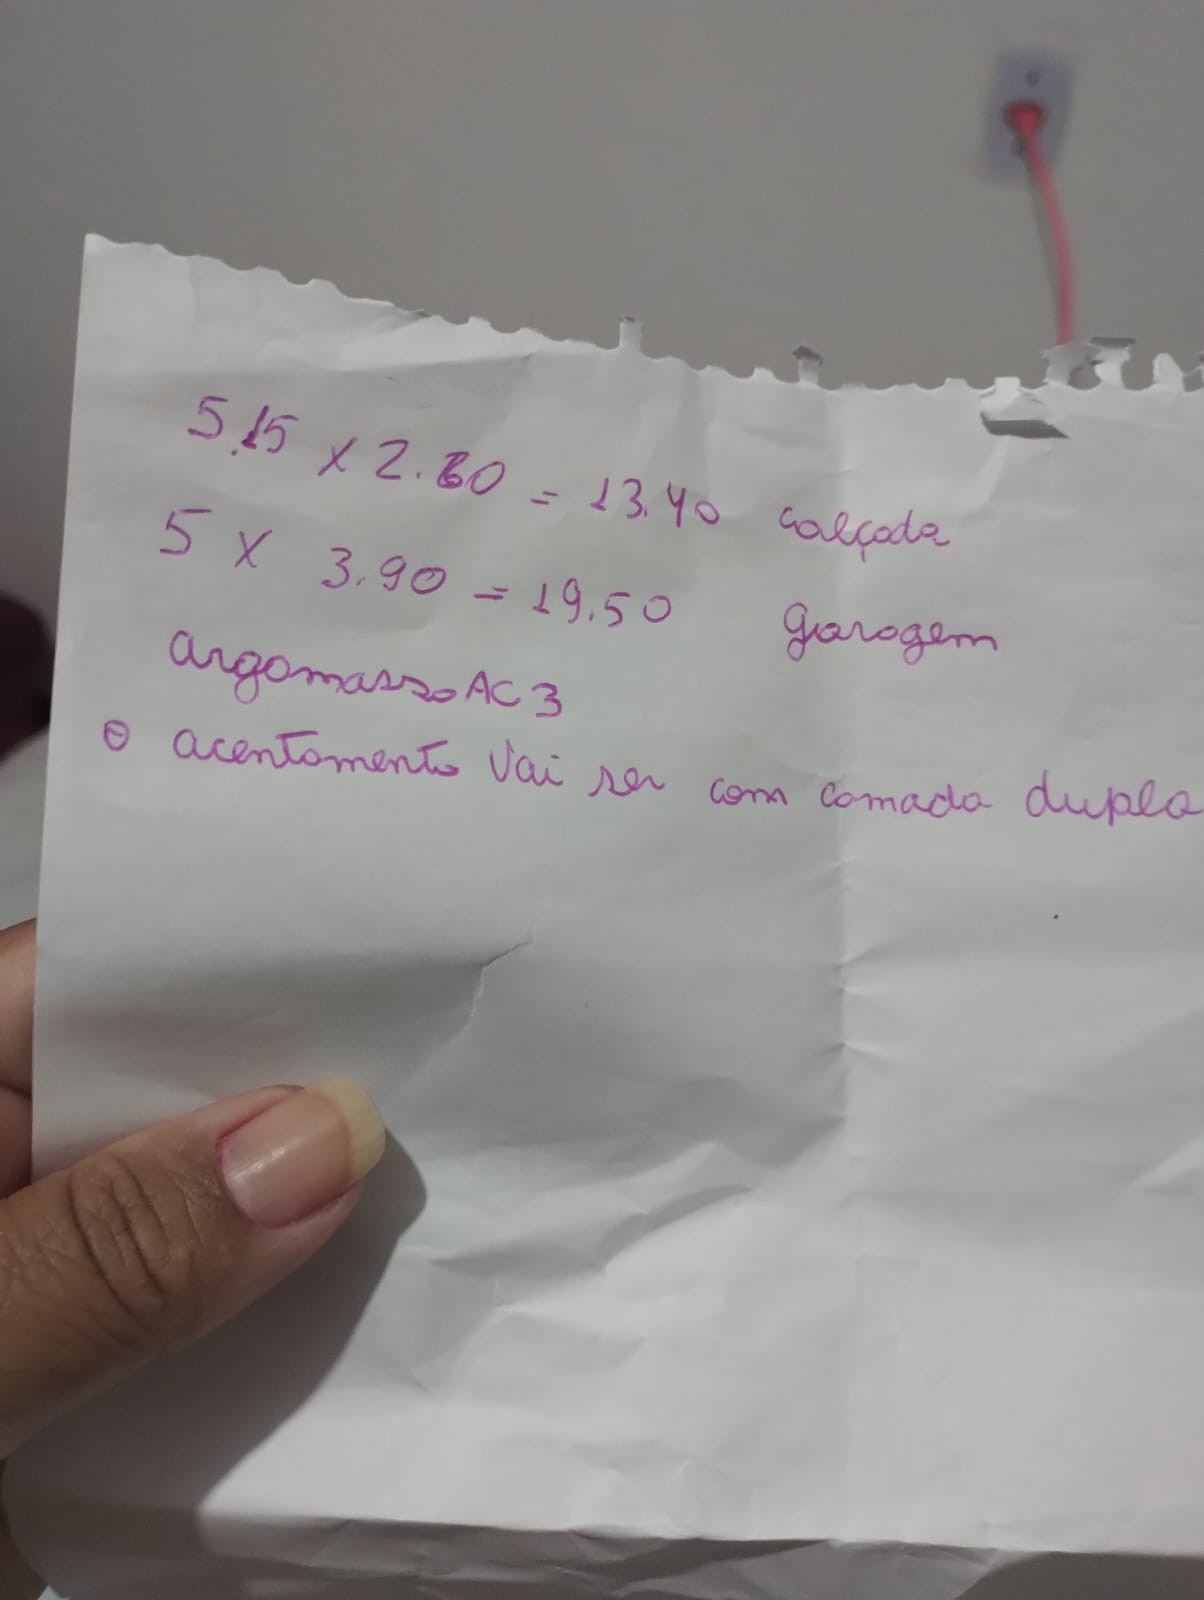 5.15 x 2.60 = 13.40 calçada
5 x 3.90 = 19.50 garagem
argamassa AC 3
o acentamento vai ser com camada dupla